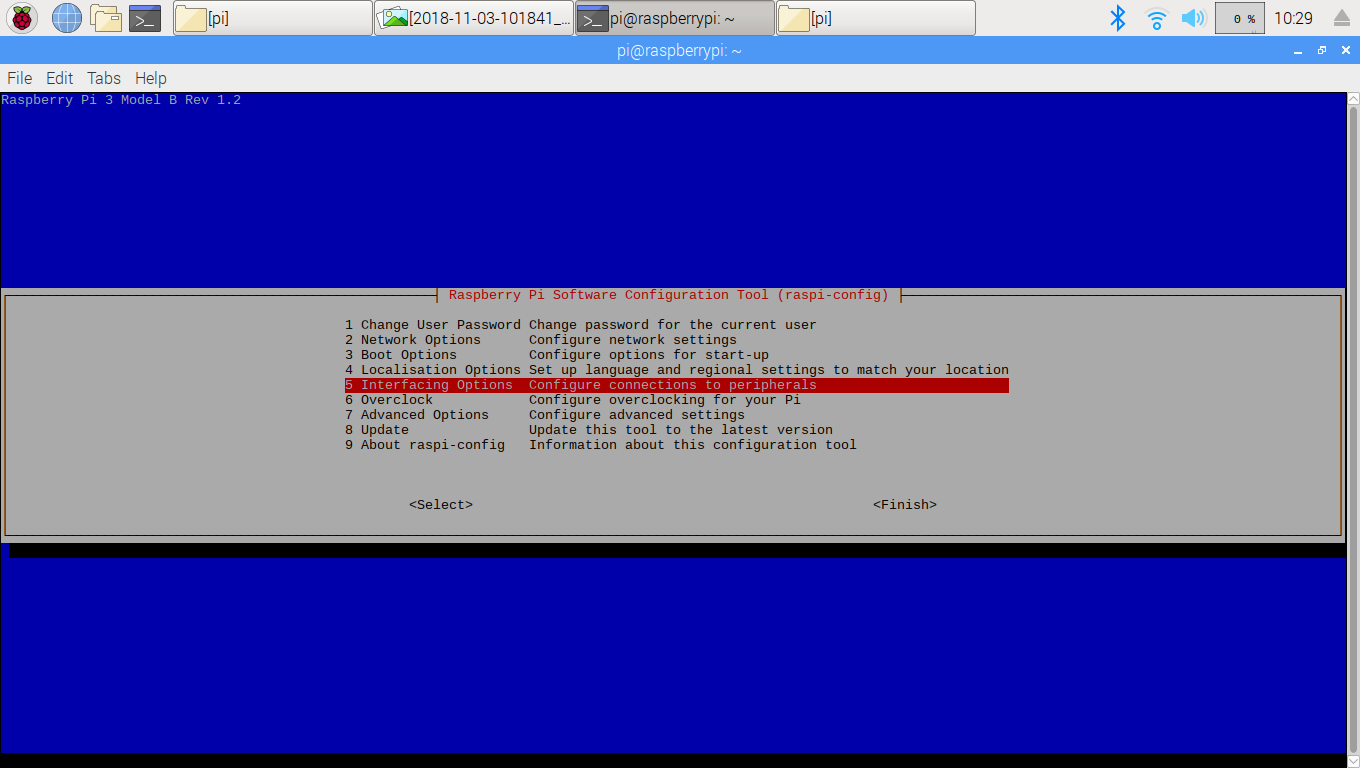 [pi] [2018-11-03-101841_... pi@raspberrypi: ~ [pi] 0 % 10:29
pi@raspberrypi: ~
File Edit Tabs Help
Raspberry Pi 3 Model B Rev 1.2
Raspberry Pi Software Configuration Tool (raspi-config)
1 Change User Password Change password for the current user
2 Network Options Configure network settings
3 Boot Options Configure options for start-up
4 Localisation Options Set up language and regional settings to match your location
5 Interfacing Options Configure connections to peripherals
6 Overclock Configure overclocking for your Pi
7 Advanced Options Configure advanced settings
8 Update Update this tool to the latest version
9 About raspi-config Information about this configuration tool
<Select> <Finish>